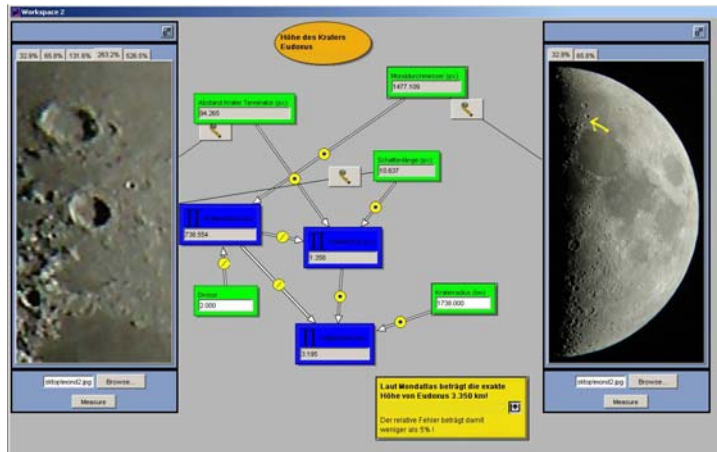 Workspace 2
32.9% 65.8% 131.6% 263.2% 526.5%
Höhe des Kraters
Eudoxus
32.9% 65.8%
Monddurchmesser (px)
1477.109
Abstand Krater Terminator (px)
94.265
Schattenlänge (px)
10.637
738.554
1.358
Divisor
2.000
Kraterradius (km)
1738.000
3.195
Laut Mondatlas beträgt die exakte
Höhe von Eudoxus 3.350 km!
Der relative Fehler beträgt damit
weniger als 5% !
Browse...
Measure
Browse...
Measure